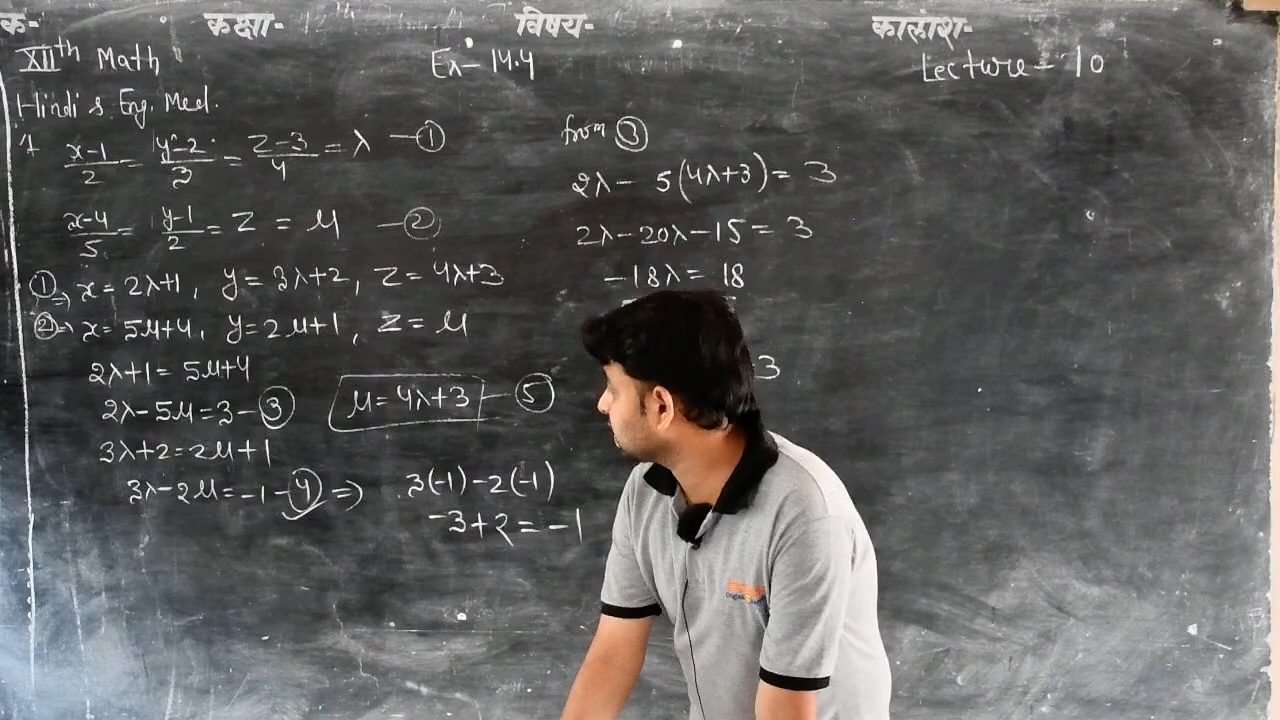 क- कक्षा- विषय- कालांश-
XIIth Math Ex- 14.4 Lecture - 10
Hindi & Eng. Med.
(x-1)/2 = (y-2)/3 = (z-3)/4 = λ —①
(x-4)/5 = (y-1)/2 = z = μ —②
① ⇒ x = 2λ+1, y = 3λ+2, z = 4λ+3
② ⇒ x = 5μ+4, y = 2μ+1, z = μ
2λ+1 = 5μ+4
2λ-5μ = 3 - ③
μ = 4λ+3 - ⑤
3λ+2 = 2μ+1
3λ-2μ = -1 - ④ ⇒ 3(-1)-2(-1)
-3+2 = -1
from ③
2λ - 5(4λ+3) = 3
2λ-20λ-15 = 3
-18λ = 18
3